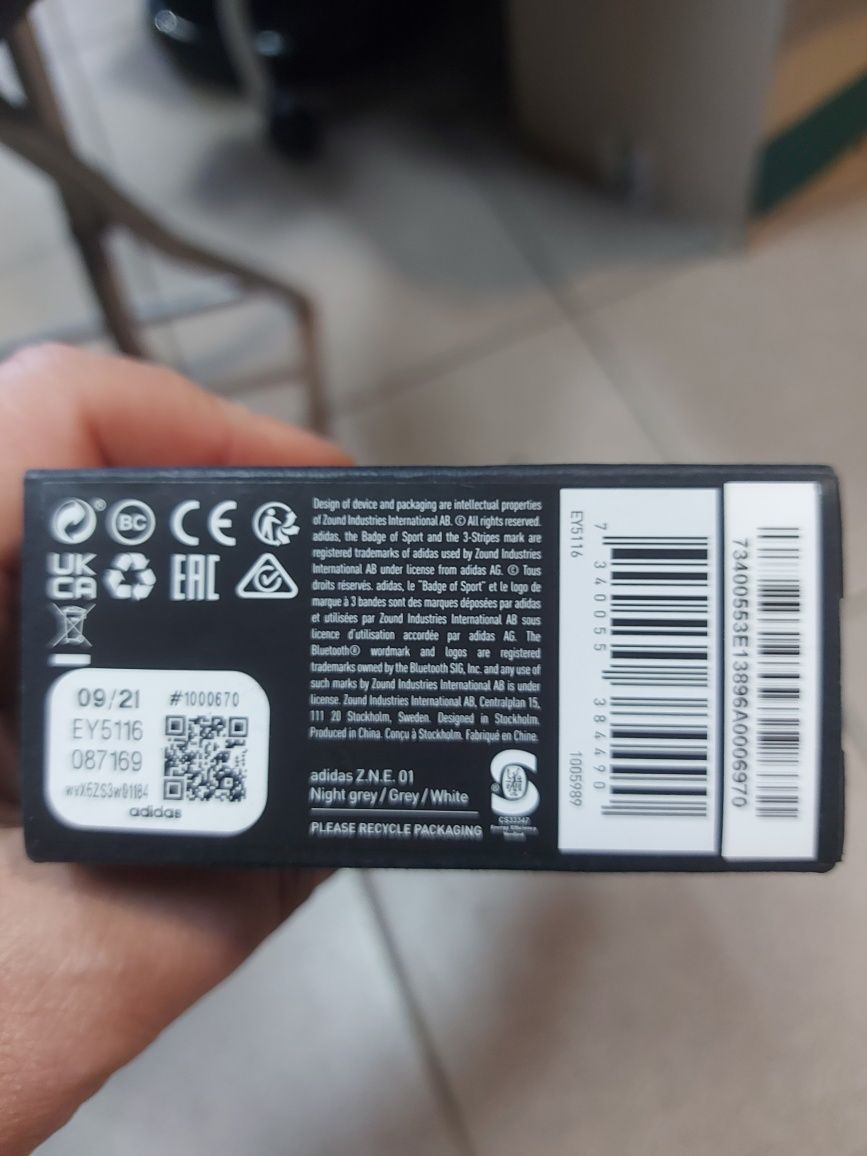 ®
BC
CE
UK
CA
EAC
09/21 #1000670
EY5116
087169
adidas
Design of device and packaging are intellectual properties
of Zound Industries International AB. © All rights reserved.
adidas, the Badge of Sport and the 3-Stripes mark are
registered trademarks of adidas used by Zound Industries
International AB under license from adidas AG. © Tous
droits réservés. adidas, le "Badge of Sport" et le logo de
marque à 3 bandes sont des marques déposées par adidas
et utilisées par Zound Industries International AB sous
licence d'utilisation accordée par adidas AG. The
Bluetooth® wordmark and logos are registered
trademarks owned by the Bluetooth SIG, Inc. and any use of
such marks by Zound Industries International AB is under
license. Zound Industries International AB, Centralplan 15,
111 20 Stockholm, Sweden. Designed in Stockholm.
Produced in China. Conçu à Stockholm. Fabriqué en Chine.
adidas Z.N.E. 01
Night grey / Grey / White
PLEASE RECYCLE PACKAGING
EY5116
1005989
7 340055 384490
73400553E13896A0006970